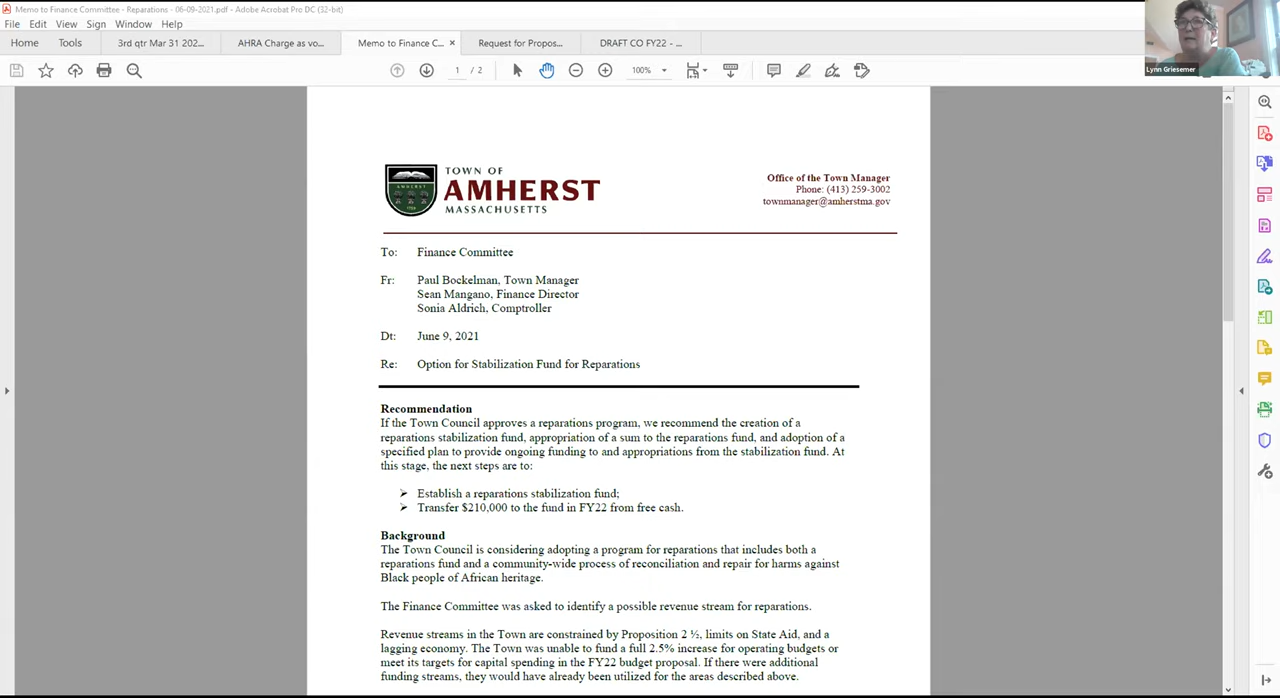 Memo to Finance Committee - Reparations - 06-09-2021.pdf - Adobe Acrobat Pro DC (32-bit)
File Edit View Sign Window Help
Home Tools 3rd qtr Mar 31 202... AHRA Charge as vo... Memo to Finance C... × Request for Propos... DRAFT CO FY22 - ...
1 / 2 100%
Lynn Griesemer
TOWN OF
AMHERST
MASSACHUSETTS
Office of the Town Manager
Phone: (413) 259-3002
townmanager@amherstma.gov
To: Finance Committee
Fr: Paul Bockelman, Town Manager
Sean Mangano, Finance Director
Sonia Aldrich, Comptroller
Dt: June 9, 2021
Re: Option for Stabilization Fund for Reparations
Recommendation
If the Town Council approves a reparations program, we recommend the creation of a
reparations stabilization fund, appropriation of a sum to the reparations fund, and adoption of a
specified plan to provide ongoing funding to and appropriations from the stabilization fund. At
this stage, the next steps are to:
➢ Establish a reparations stabilization fund;
➢ Transfer $210,000 to the fund in FY22 from free cash.
Background
The Town Council is considering adopting a program for reparations that includes both a
reparations fund and a community-wide process of reconciliation and repair for harms against
Black people of African heritage.
The Finance Committee was asked to identify a possible revenue stream for reparations.
Revenue streams in the Town are constrained by Proposition 2 ½, limits on State Aid, and a
lagging economy. The Town was unable to fund a full 2.5% increase for operating budgets or
meet its targets for capital spending in the FY22 budget proposal. If there were additional
funding streams, they would have already been utilized for the areas described above.